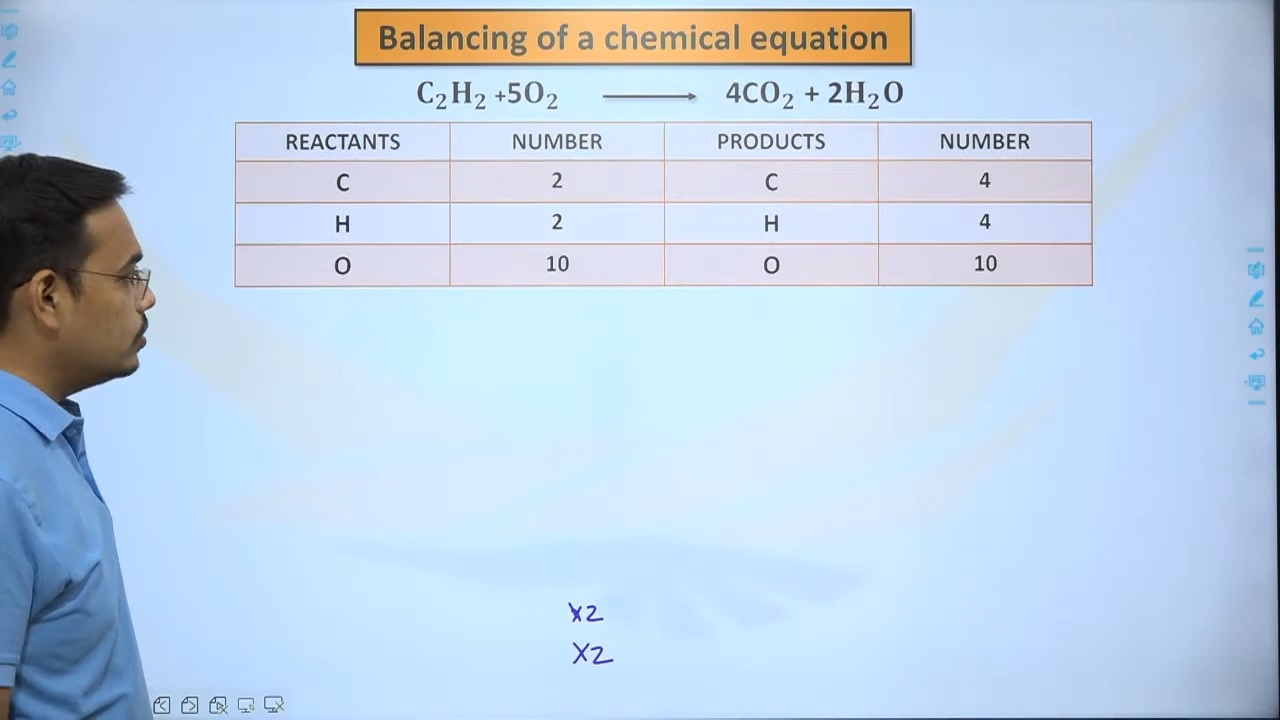 Balancing of a chemical equation
C₂H₂ +5O₂ ⟶ 4CO₂ + 2H₂O
REACTANTS NUMBER PRODUCTS NUMBER
C 2 C 4
H 2 H 4
O 10 O 10
X2
X2